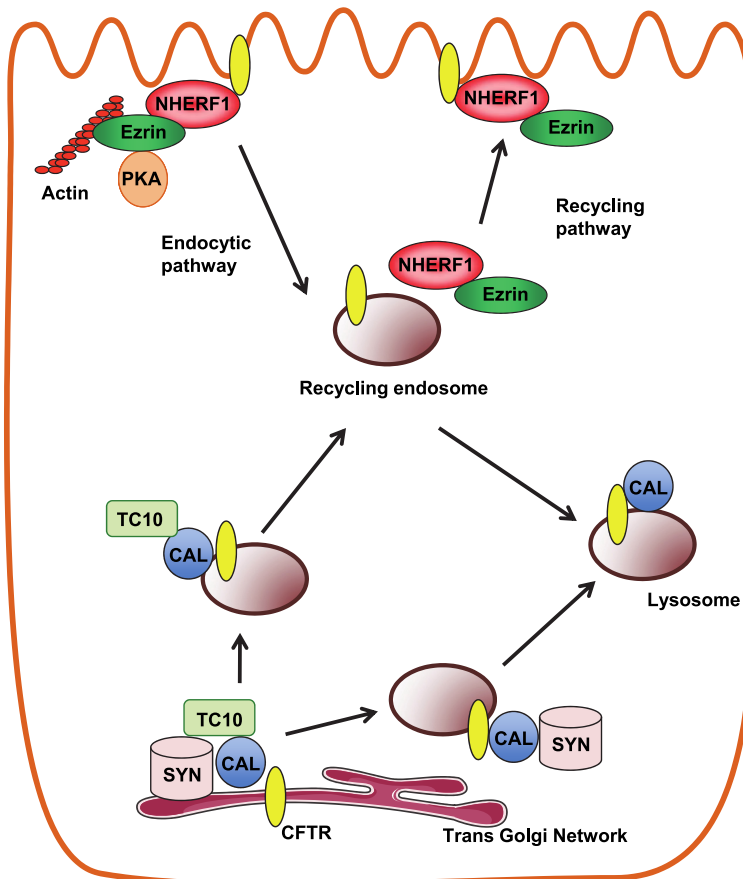 NHERF1
Ezrin
PKA
Actin
NHERF1
Ezrin
Endocytic
pathway
Recycling
pathway
NHERF1
Ezrin
Recycling endosome
TC10
CAL
CAL
Lysosome
TC10
SYN
CAL
CAL
SYN
CFTR
Trans Golgi Network